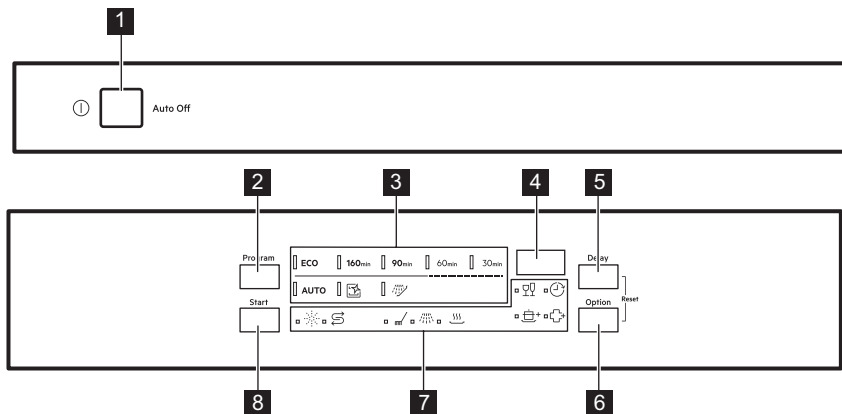 1
Auto Off
2 3 4 5
Program Delay
ECO 160min 90min 60min 30min
AUTO
Start Option Reset
8 7 6